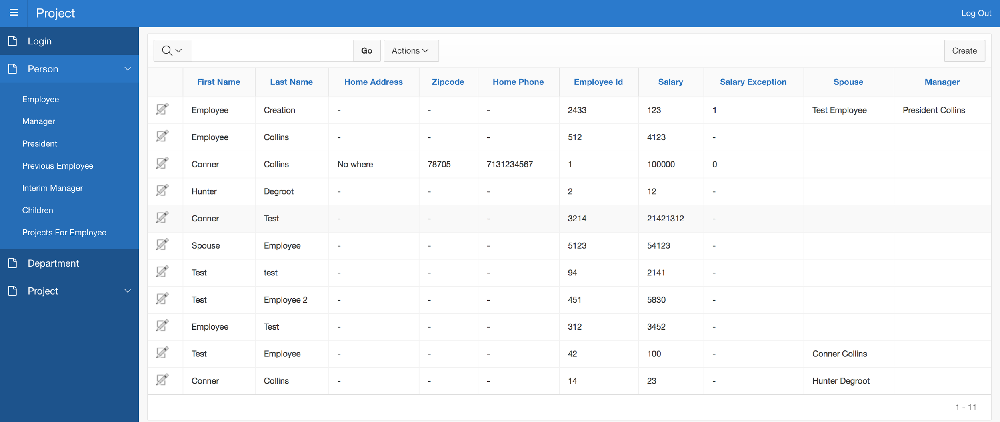 Project
Log Out
Login
Person
Employee
Manager
President
Previous Employee
Interim Manager
Children
Projects For Employee
Department
Project
Go Actions Create
First Name Last Name Home Address Zipcode Home Phone Employee Id Salary Salary Exception Spouse Manager
Employee Creation - - - 2433 123 1 Test Employee President Collins
Employee Collins - - - 512 4123 -
Conner Collins No where 78705 7131234567 1 100000 0
Hunter Degroot - - - 2 12 -
Conner Test - - - 3214 21421312 -
Spouse Employee - - - 5123 54123 -
Test test - - - 94 2141 -
Test Employee 2 - - - 451 5830 -
Employee Test - - - 312 3452 -
Test Employee - - - 42 100 - Conner Collins
Conner Collins - - - 14 23 - Hunter Degroot
1 - 11